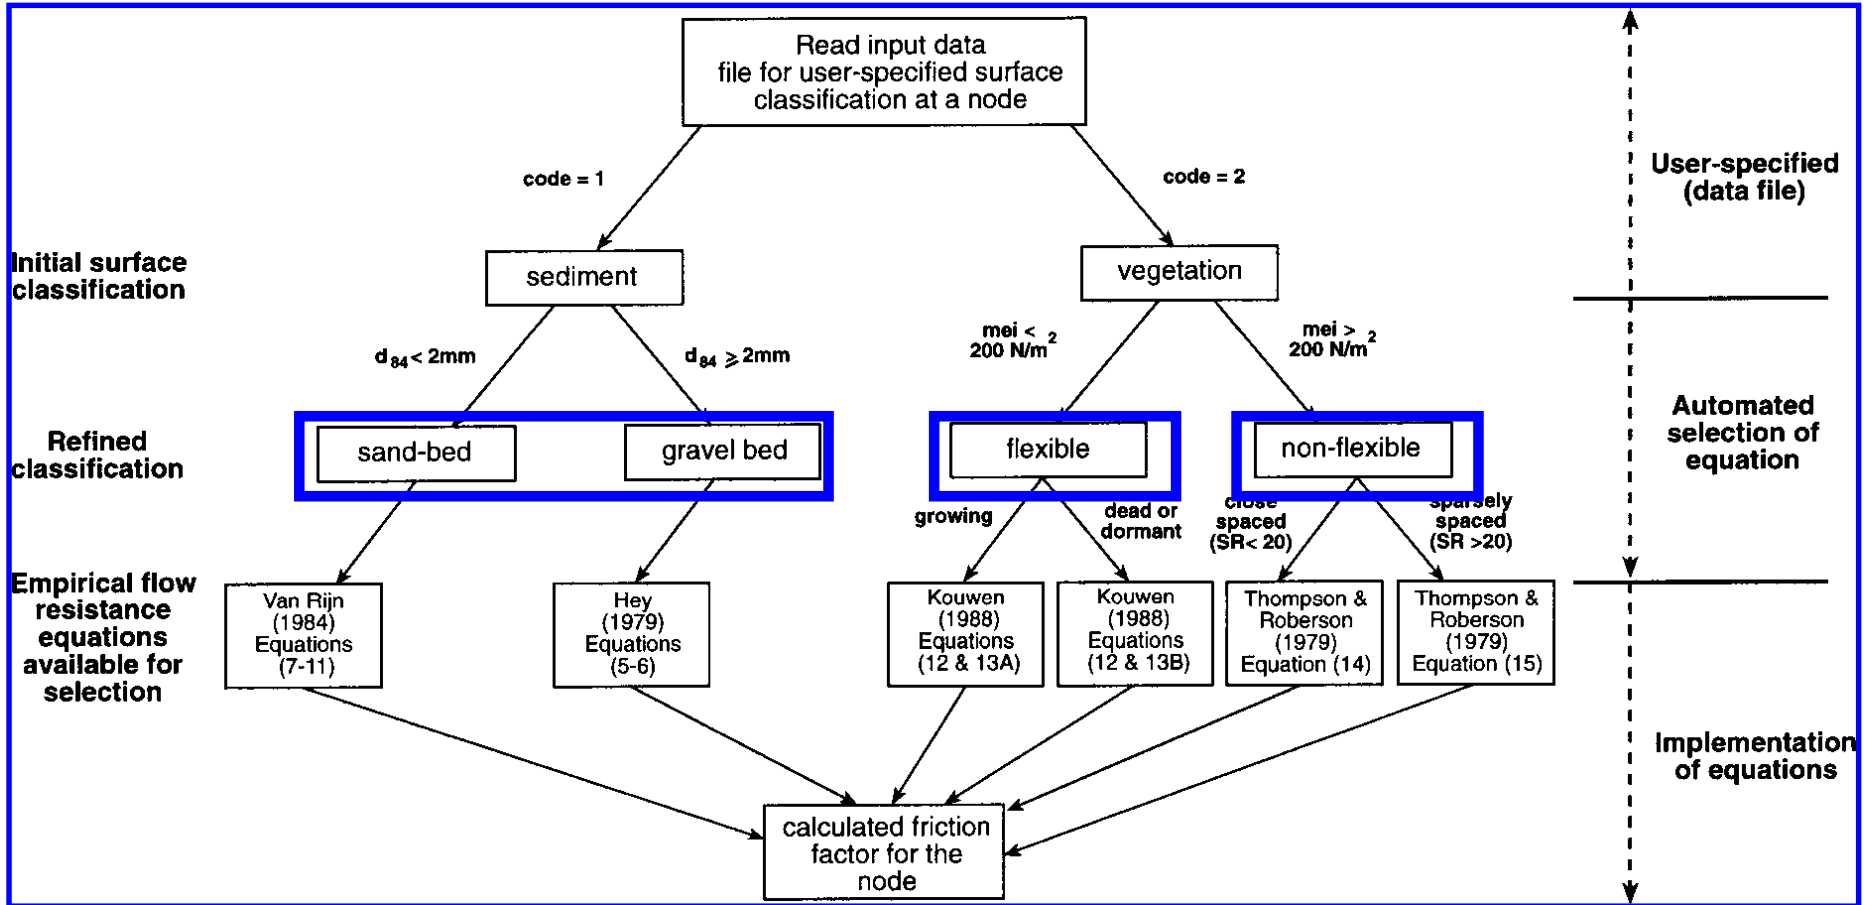 Read input data
file for user-specified surface
classification at a node
code = 1
code = 2
User-specified
(data file)
Initial surface
classification
sediment
vegetation
d84 < 2mm
d84 ⩾ 2mm
mei <
200 N/m2 2
mei >
200 N/m2 2
Refined
classification
sand-bed
gravel bed
flexible
non-flexible
Automated
selection of
equation
growing
dead or
dormant
close
spaced
(SR< 20)
sparsely
spaced
(SR >20)
Empirical flow
resistance
equations
available for
selection
Van Rijn
(1984)
Equations
(7-11)
Hey
(1979)
Equations
(5-6)
Kouwen
(1988)
Equations
(12 & 13A)
Kouwen
(1988)
Equations
(12 & 13B)
Thompson &
Roberson
(1979)
Equation (14)
Thompson &
Roberson
(1979)
Equation (15)
Implementation
of equations
calculated friction
factor for the
node